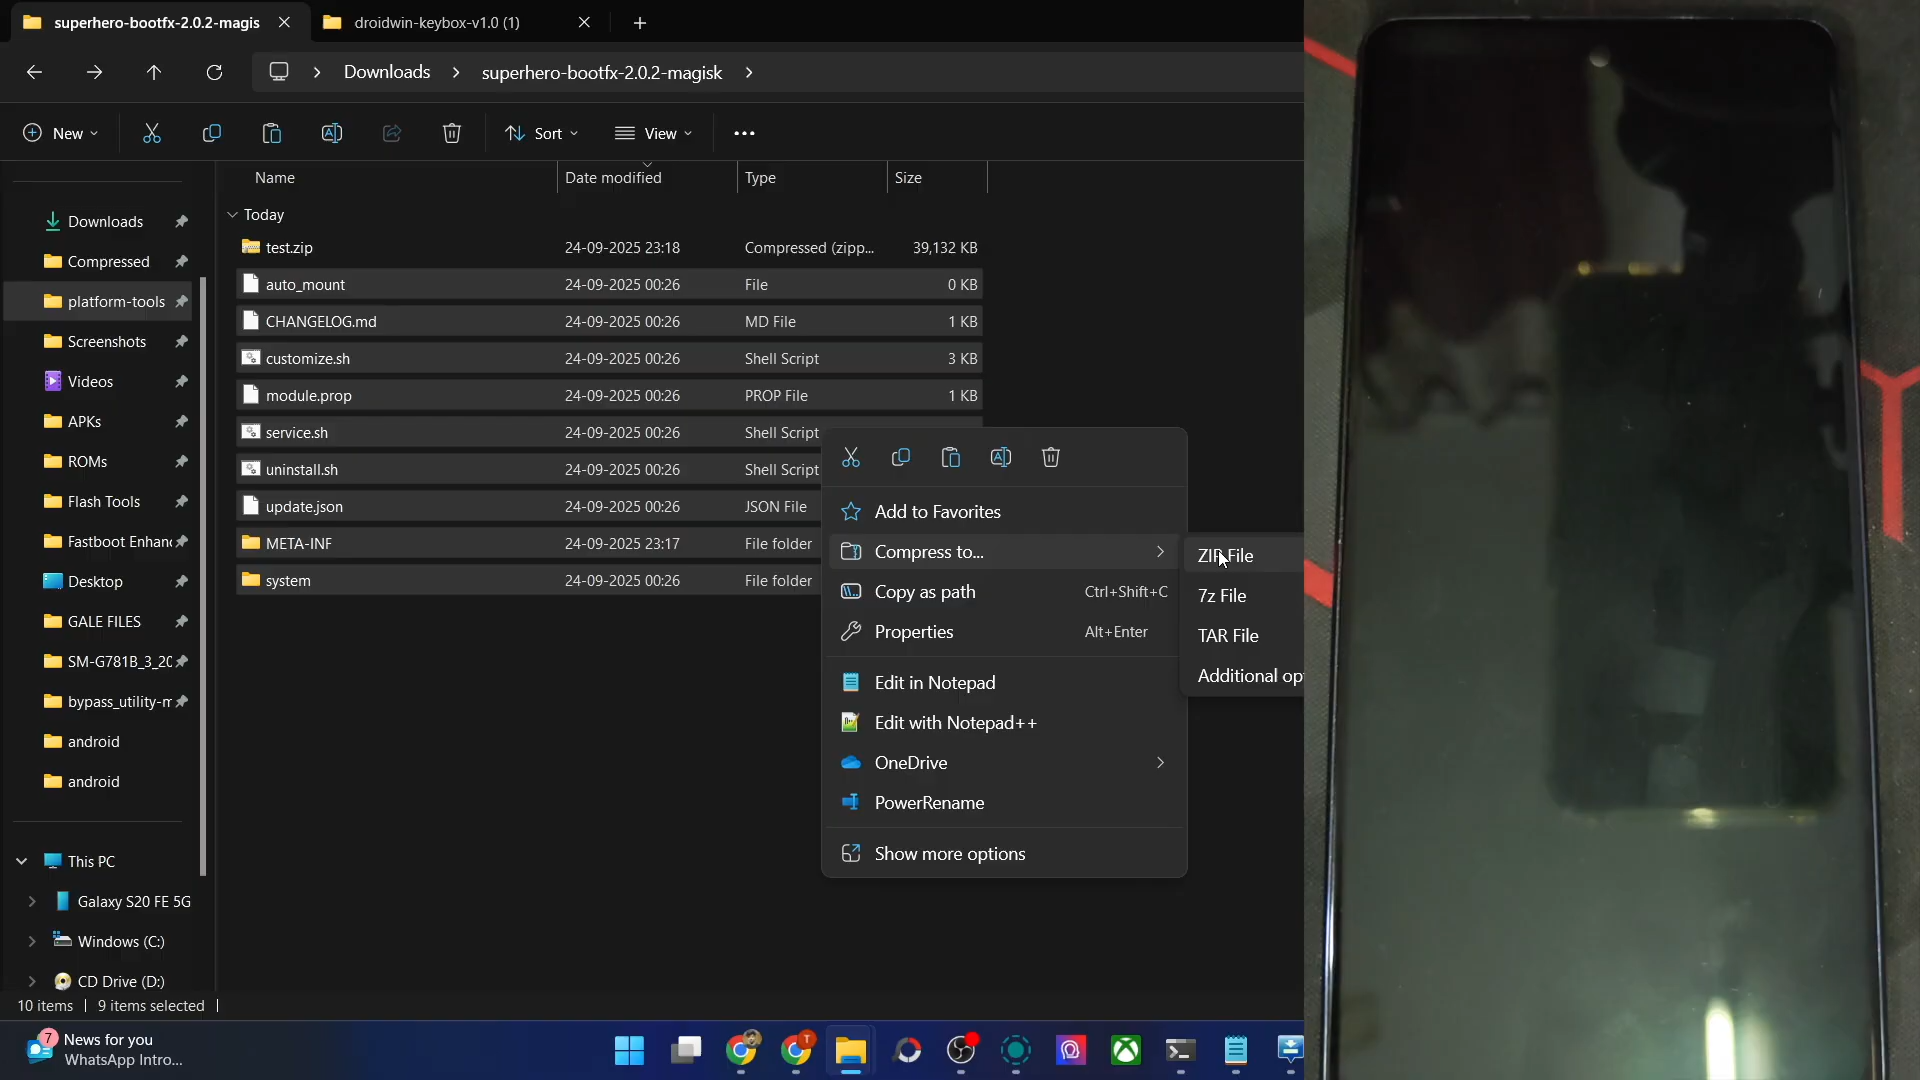 superhero-bootfx-2.0.2-magis
droidwin-keybox-v1.0 (1)
Downloads
superhero-bootfx-2.0.2-magisk
New
Sort
View
Name
Date modified
Type
Size
Today
test.zip 24-09-2025 23:18 Compressed (zipp... 39,132 KB
auto_mount 24-09-2025 00:26 File 0 KB
CHANGELOG.md 24-09-2025 00:26 MD File 1 KB
customize.sh 24-09-2025 00:26 Shell Script 3 KB
module.prop 24-09-2025 00:26 PROP File 1 KB
service.sh 24-09-2025 00:26 Shell Script
uninstall.sh 24-09-2025 00:26 Shell Script
update.json 24-09-2025 00:26 JSON File
META-INF 24-09-2025 23:17 File folder
system 24-09-2025 00:26 File folder
Downloads
Compressed
platform-tools
Screenshots
Videos
APKs
ROMs
Flash Tools
Fastboot Enhanc
Desktop
GALE FILES
SM-G781B_3_20
bypass_utility-m
android
android
This PC
Galaxy S20 FE 5G
Windows (C:)
CD Drive (D:)
Add to Favorites
Compress to...
Copy as path Ctrl+Shift+C
Properties Alt+Enter
Edit in Notepad
Edit with Notepad++
OneDrive
PowerRename
Show more options
ZIP File
7z File
TAR File
Additional opt
10 items 9 items selected
7
News for you
WhatsApp Intro...
T